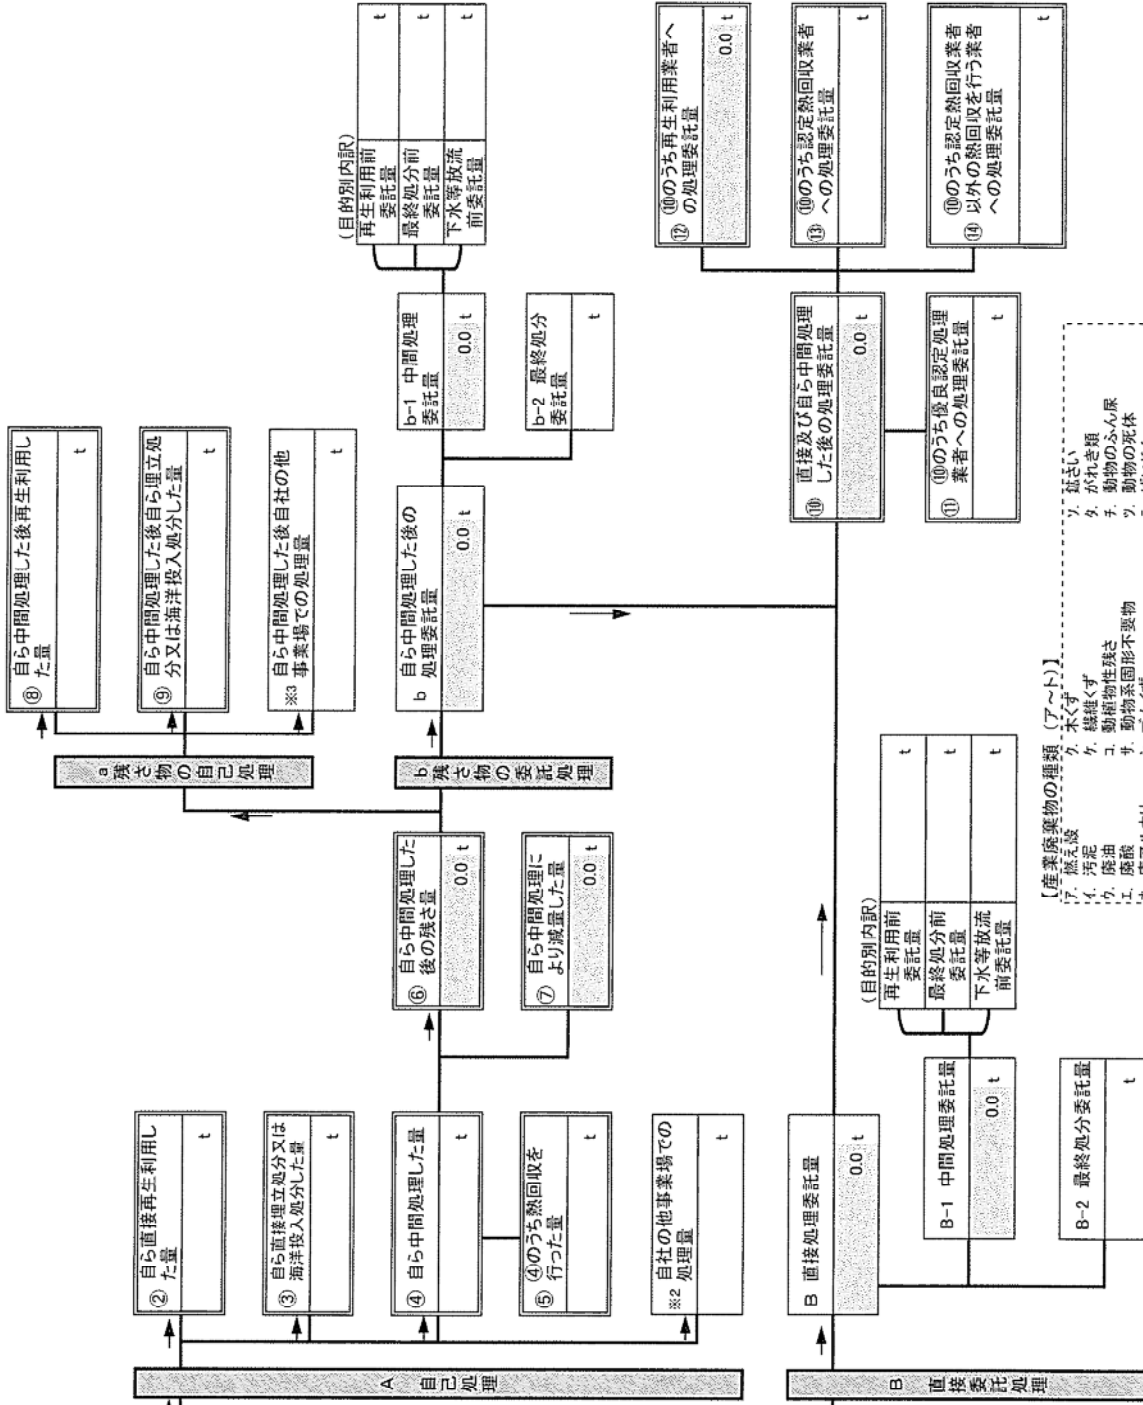 A 自己処理
② 自ら直接再生利用し
た量
t
③ 自ら直接埋立処分又は
海洋投入処分した量
t
④ 自ら中間処理した量
t
⑤ ④のうち熱回収を
行った量
t
※2 自社の他事業場での
処理量
t
⑥ 自ら中間処理した
後の残さ量
0.0 t
⑦ 自ら中間処理に
より減量した量
0.0 t
a 残さ物の自己処理
⑧ 自ら中間処理した後再生利用し
た量
t
⑨ 自ら中間処理した後自ら埋立処
分又は海洋投入処分した量
t
※3 自ら中間処理した後自社の他
事業場での処理量
t
b 残さ物の委託処理
b 自ら中間処理した後の
処理委託量
0.0 t
b-1 中間処理
委託量
0.0 t
b-2 最終処分
委託量
t
(目的別内訳)
再生利用前
委託量
t
最終処分前
委託量
t
下水等放流
前委託量
t
B 直接委託処理
B 直接処理委託量
0.0 t
B-1 中間処理委託量
0.0 t
B-2 最終処分委託量
t
(目的別内訳)
再生利用前
委託量
t
最終処分前
委託量
t
下水等放流
前委託量
t
⑩ 直接及び自ら中間処理
した後の処理委託量
0.0 t
⑪ ⑩のうち優良認定処理
業者への処理委託量
t
⑫ ⑩のうち再生利用業者へ
の処理委託量
0.0 t
⑬ ⑩のうち認定熱回収業者
への処理委託量
t
⑭ ⑩のうち認定熱回収業者
以外の熱回収を行う業者
への処理委託量
t
【産業廃棄物の種類 (ア～ト)】
ア. 燃え殻 ク. 木くず ソ. 鉱さい
イ. 汚泥 ケ. 繊維くず タ. がれき類
ウ. 廃油 コ. 動植物性残さ チ. 動物のふん尿
エ. 廃酸 サ. 動物系固形不要物 ツ. 動物の死体